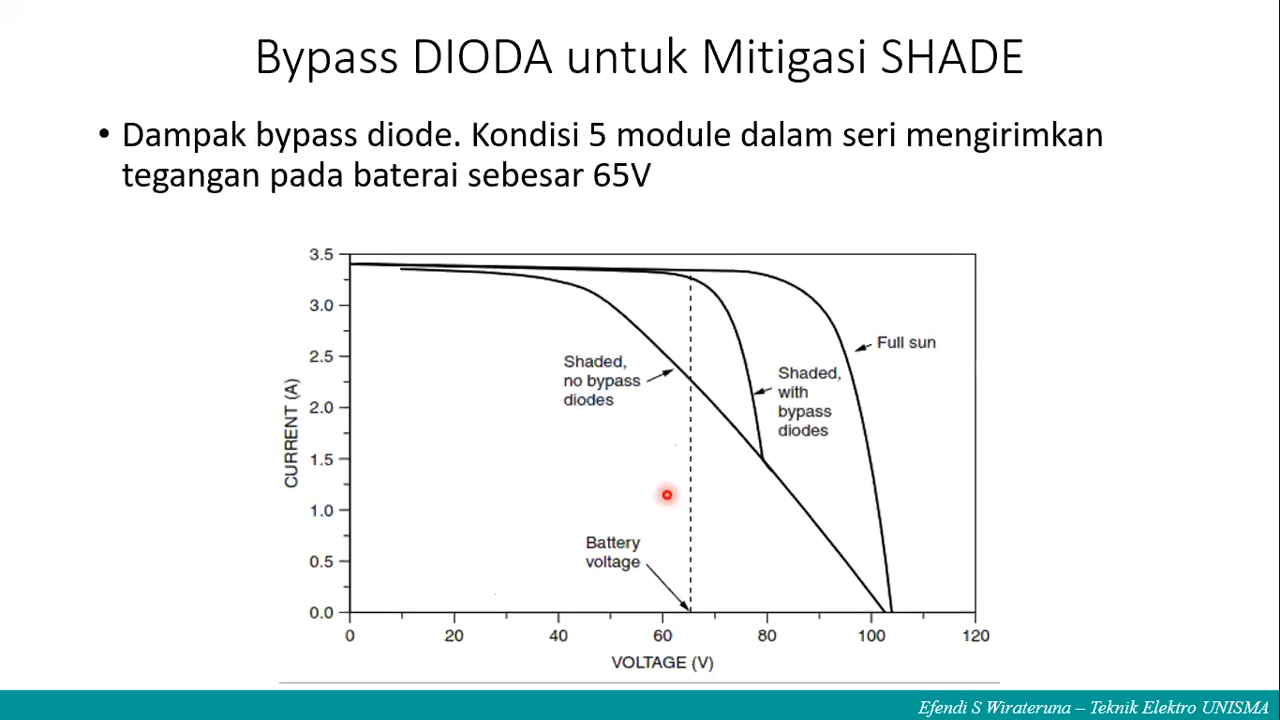 Bypass DIODA untuk Mitigasi SHADE
• Dampak bypass diode. Kondisi 5 module dalam seri mengirimkan
tegangan pada baterai sebesar 65V
3.5
3.0
2.5
2.0
1.5
1.0
0.5
0.0
CURRENT (A)
Full sun
Shaded,
no bypass
diodes
Shaded,
with
bypass
diodes
Battery
voltage
0 20 40 60 80 100 120
VOLTAGE (V)
Efendi S Wirateruna – Teknik Elektro UNISMA